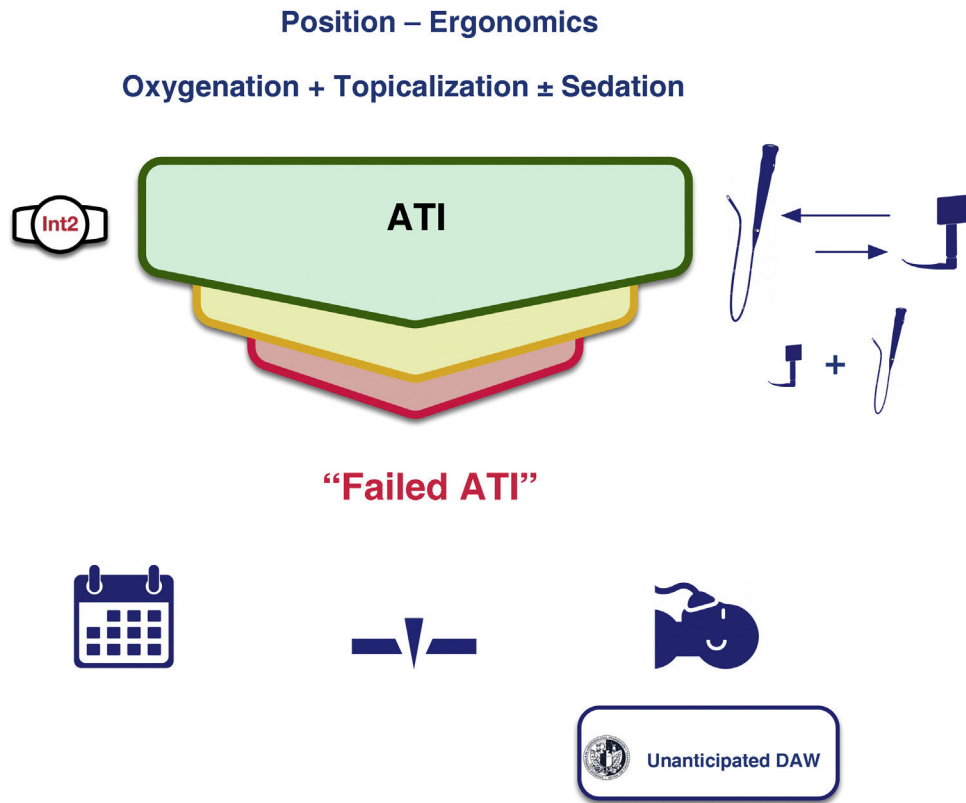 Position – Ergonomics
Oxygenation + Topicalization ± Sedation
Int2
ATI
+
“Failed ATI”
Unanticipated DAW